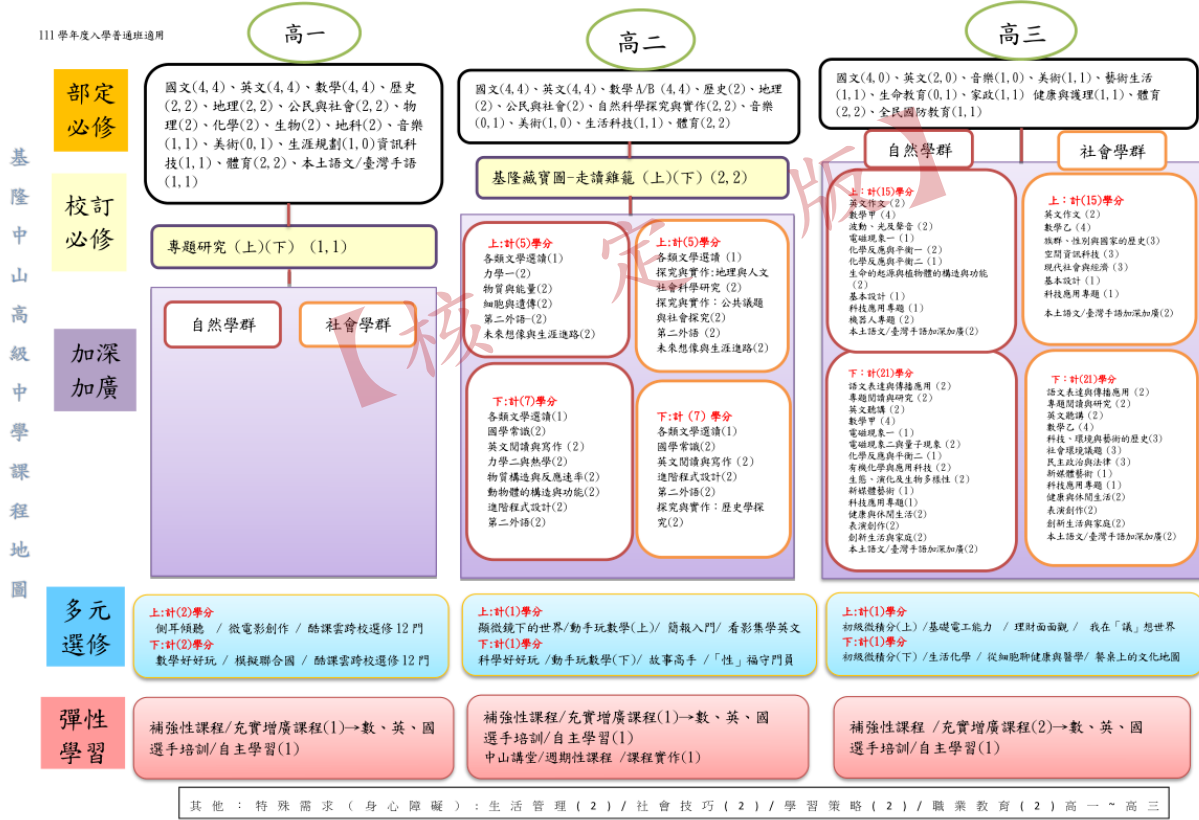 111 學年度入學普通班適用
基隆中山高級中學課程地圖
高一
高二
高三
部定
必修
國文(4,4)、英文(4,4)、數學(4,4)、歷史
(2,2)、地理(2,2)、公民與社會(2,2)、物
理(2)、化學(2)、生物(2)、地科(2)、音樂
(1,1)、美術(0,1)、生涯規劃(1,0)資訊科
技(1,1)、體育(2,2)、本土語文/臺灣手語
(1,1)
國文(4,4)、英文(4,4)、數學 A/B (4,4)、歷史(2)、地理
(2)、公民與社會(2)、自然科學探究與實作(2,2)、音樂
(0,1)、美術(1,0)、生活科技(1,1)、體育(2,2)
國文(4,0)、英文(2,0)、音樂(1,0)、美術(1,1)、藝術生活
(1,1)、生命教育(0,1)、家政(1,1) 健康與護理(1,1)、體育
(2,2)、全民國防教育(1,1)
自然學群
社會學群
校訂
必修
專題研究 (上)(下) (1,1)
基隆藏寶圖-走讀雞籠 (上)(下) (2,2)
加深
加廣
自然學群
社會學群
上:計(5)學分
各類文學選讀(1)
力學一(2)
物質與能量(2)
細胞與遺傳(2)
第二外語-(2)
未來想像與生涯進路(2)
上:計(5)學分
各類文學選讀 (1)
探究與實作:地理與人文
社會科學研究 (2)
探究與實作：公共議題
與社會探究(2)
第二外語 (2)
未來想像與生涯進路(2)
下:計(7)學分
各類文學選讀(1)
國學常識(2)
英文閱讀與寫作 (2)
力學二與熱學(2)
物質構造與反應速率(2)
動物體的構造與功能(2)
進階程式設計(2)
第二外語(2)
下:計 (7) 學分
各類文學選讀(1)
國學常識(2)
英文閱讀與寫作 (2)
進階程式設計(2)
第二外語(2)
探究與實作：歷史學探
究(2)
上：計(15)學分
英文作文 (2)
數學甲 (4)
波動、光及聲音 (2)
電磁現象一 (1)
化學反應與平衡一 (2)
化學反應與平衡二 (1)
生命的起源與植物體的構造與功能
(2)
基本設計 (1)
科技應用專題 (1)
機器人專題 (2)
本土語文/臺灣手語加深加廣(2)
上：計(15)學分
英文作文 (2)
數學乙 (4)
族群、性別與國家的歷史(3)
空間資訊科技 (3)
現代社會與經濟 (3)
基本設計 (1)
科技應用專題 (1)
本土語文/臺灣手語加深加廣(2)
下：計(21)學分
語文表達與傳播應用 (2)
專題閱讀與研究 (2)
英文聽講 (2)
數學甲 (4)
電磁現象一 (1)
電磁現象二與量子現象 (2)
化學反應與平衡二 (1)
有機化學與應用科技 (2)
生態、演化及生物多樣性 (2)
新媒體藝術 (1)
科技應用專題(1)
健康與休閒生活(2)
表演創作(2)
創新生活與家庭(2)
本土語文/臺灣手語加深加廣(2)
下：計(21)學分
語文表達與傳播應用(2)
專題閱讀與研究 (2)
英文聽講 (2)
數學乙 (4)
科技、環境與藝術的歷史(3)
社會環境議題 (3)
民主政治與法律 (3)
新媒體藝術 (1)
科技應用專題 (1)
健康與休閒生活(2)
表演創作(2)
創新生活與家庭(2)
本土語文/臺灣手語加深加廣(2)
【核定版】
多元
選修
上:計(2)學分
側耳傾聽 / 微電影創作 / 酷課雲跨校選修 12 門
下:計(2)學分
數學好好玩 / 模擬聯合國 / 酷課雲跨校選修 12 門
上:計(1)學分
顯微鏡下的世界/動手玩數學(上)/ 簡報入門/ 看影集學英文
下:計(1)學分
科學好好玩 /動手玩數學(下)/ 故事高手 /「性」福守門員
上:計(1)學分
初級微積分(上) /基礎電工能力 / 理財面面觀 / 我在「議」想世界
下:計(1)學分
初級微積分(下) /生活化學 / 從細胞聊健康與醫學/ 餐桌上的文化地圖
彈性
學習
補強性課程/充實增廣課程(1)→數、英、國
選手培訓/自主學習(1)
補強性課程/充實增廣課程(1)→數、英、國
選手培訓/自主學習(1)
中山講堂/週期性課程 /課程實作(1)
補強性課程 /充實增廣課程(2)→數、英、國
選手培訓/自主學習(1)
其他：特殊需求（身心障礙）:生活管理(2)/社會技巧(2)/學習策略(2)/職業教育(2)高一~高三